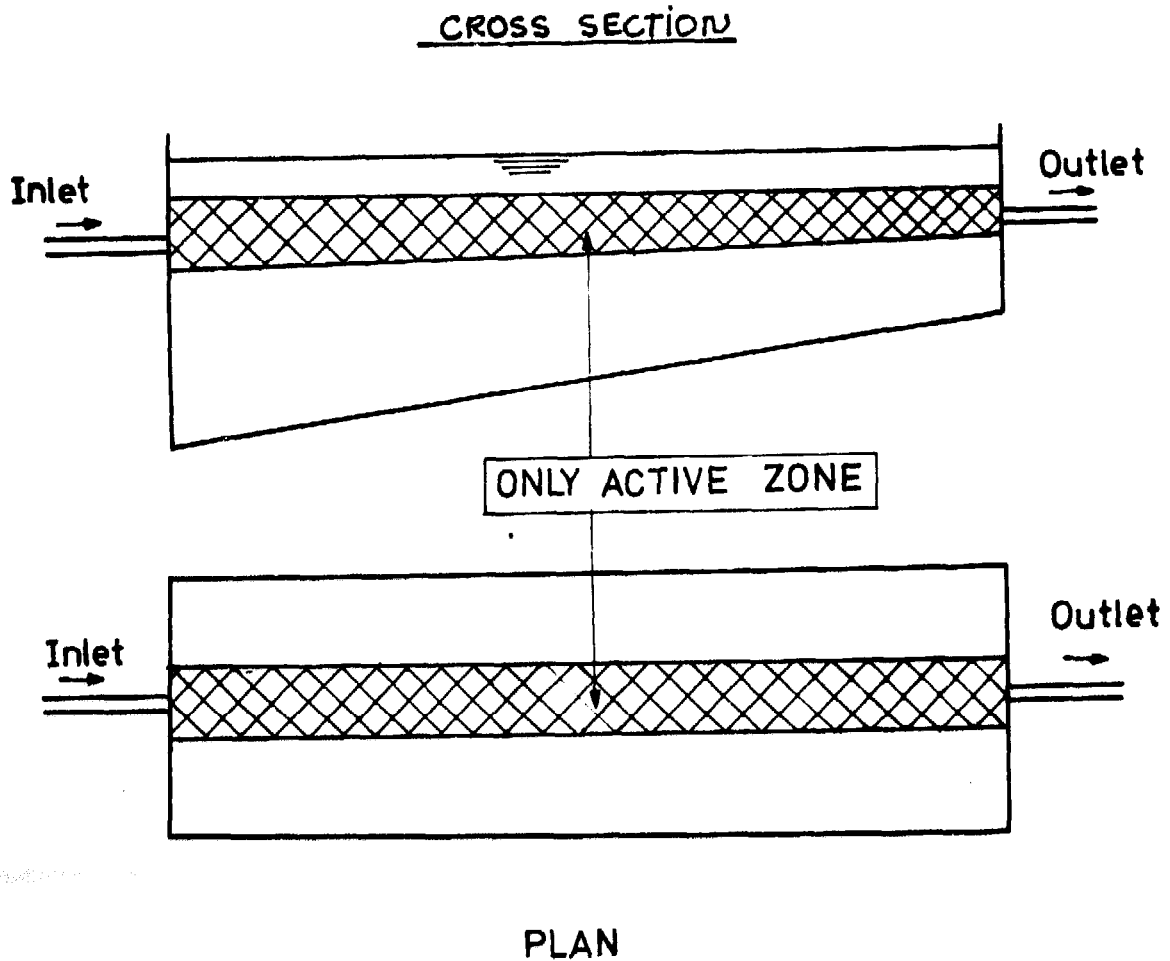 CROSS SECTION
Inlet
Outlet
ONLY ACTIVE ZONE
Inlet
Outlet
PLAN